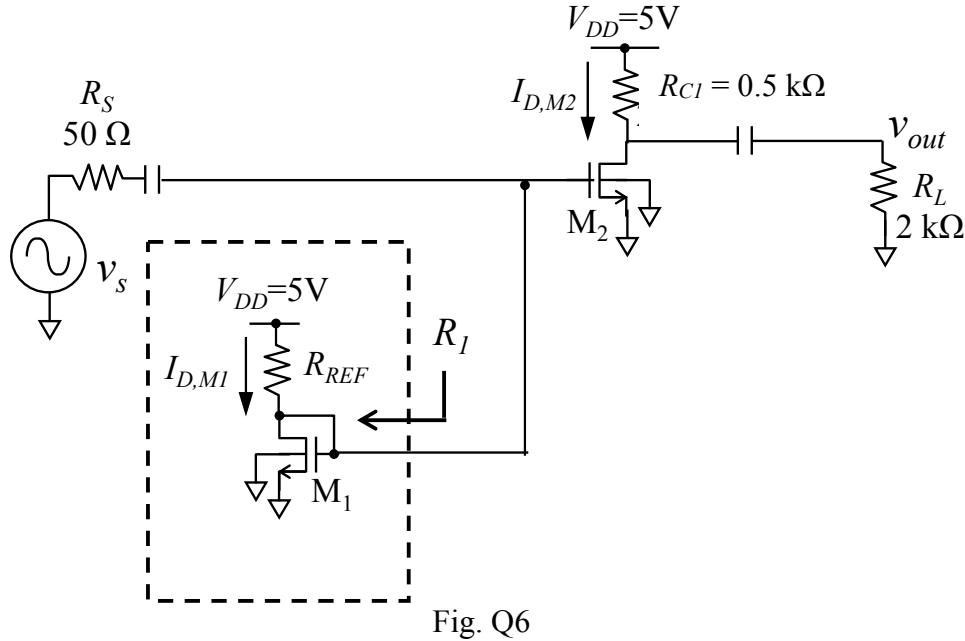 V_DD=5V
I_D,M2
R_C1 = 0.5 kΩ
R_S
50 Ω
v_out
R_L
2 kΩ
M_2
v_s
V_DD=5V
R_1
I_D,M1
R_REF
M_1
Fig. Q6